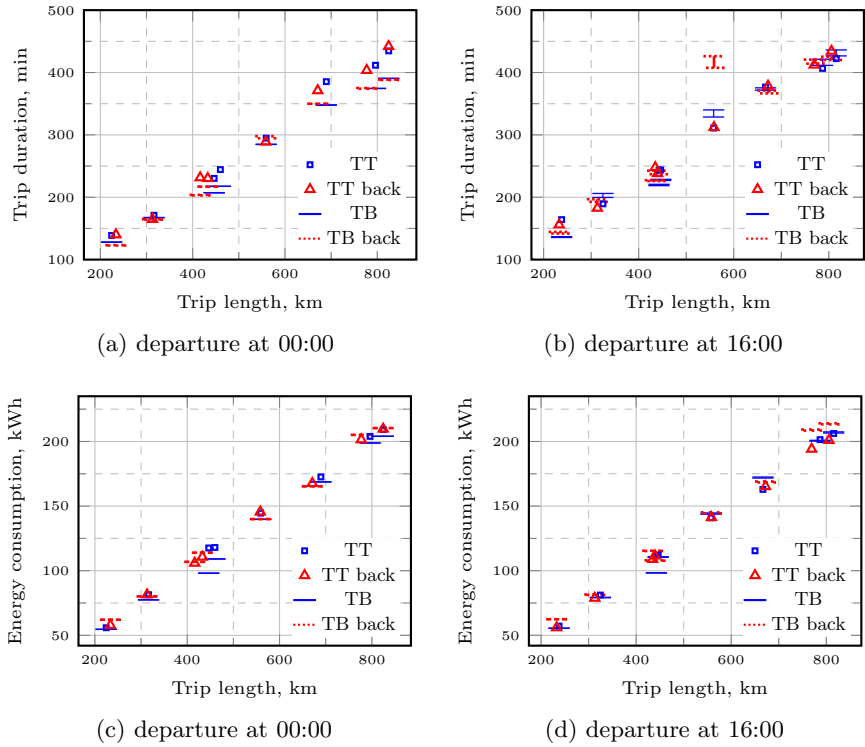 500
400
300
200
100
Trip duration, min
TT
TT back
TB
TB back
200 400 600 800
Trip length, km
(a) departure at 00:00
500
400
300
200
100
Trip duration, min
TT
TT back
TB
TB back
200 400 600 800
Trip length, km
(b) departure at 16:00
200
150
100
50
Energy consumption, kWh
TT
TT back
TB
TB back
200 400 600 800
Trip length, km
(c) departure at 00:00
200
150
100
50
Energy consumption, kWh
TT
TT back
TB
TB back
200 400 600 800
Trip length, km
(d) departure at 16:00